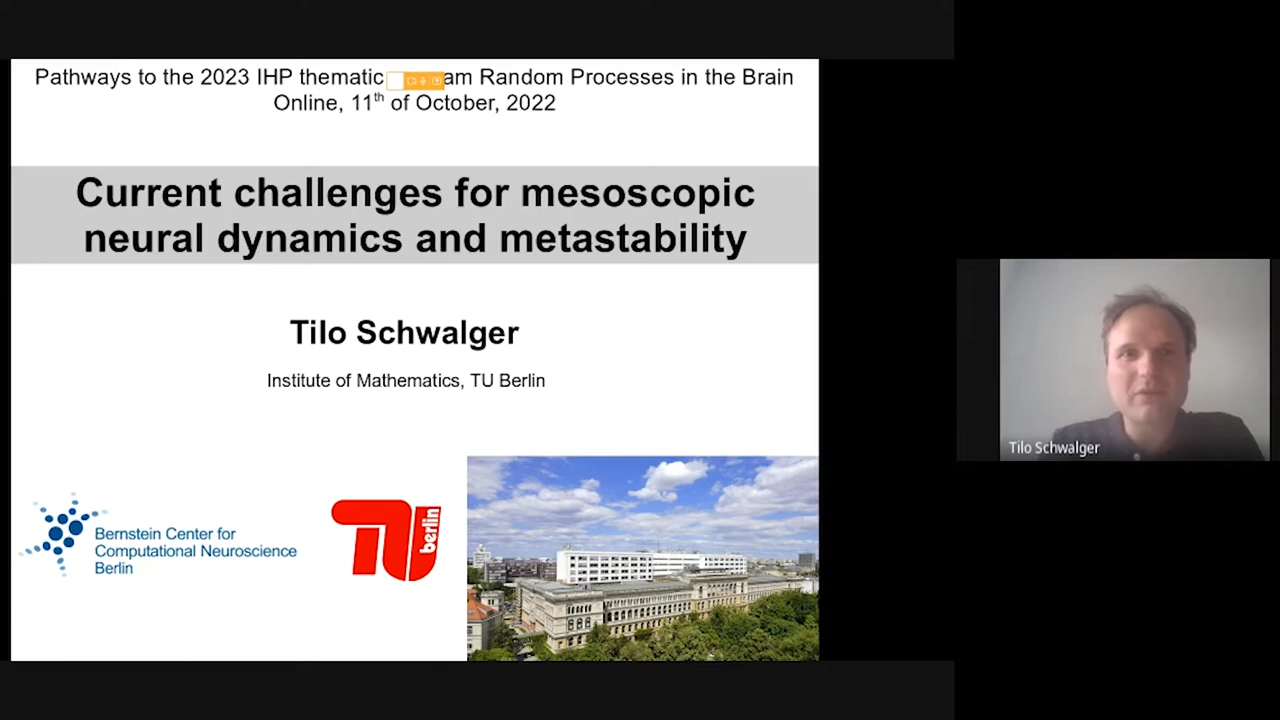 Pathways to the 2023 IHP thematic am Random Processes in the Brain
Online, 11th of October, 2022
Current challenges for mesoscopic
neural dynamics and metastability
Tilo Schwalger
Institute of Mathematics, TU Berlin
Bernstein Center for
Computational Neuroscience
Berlin
TU berlin
Tilo Schwalger